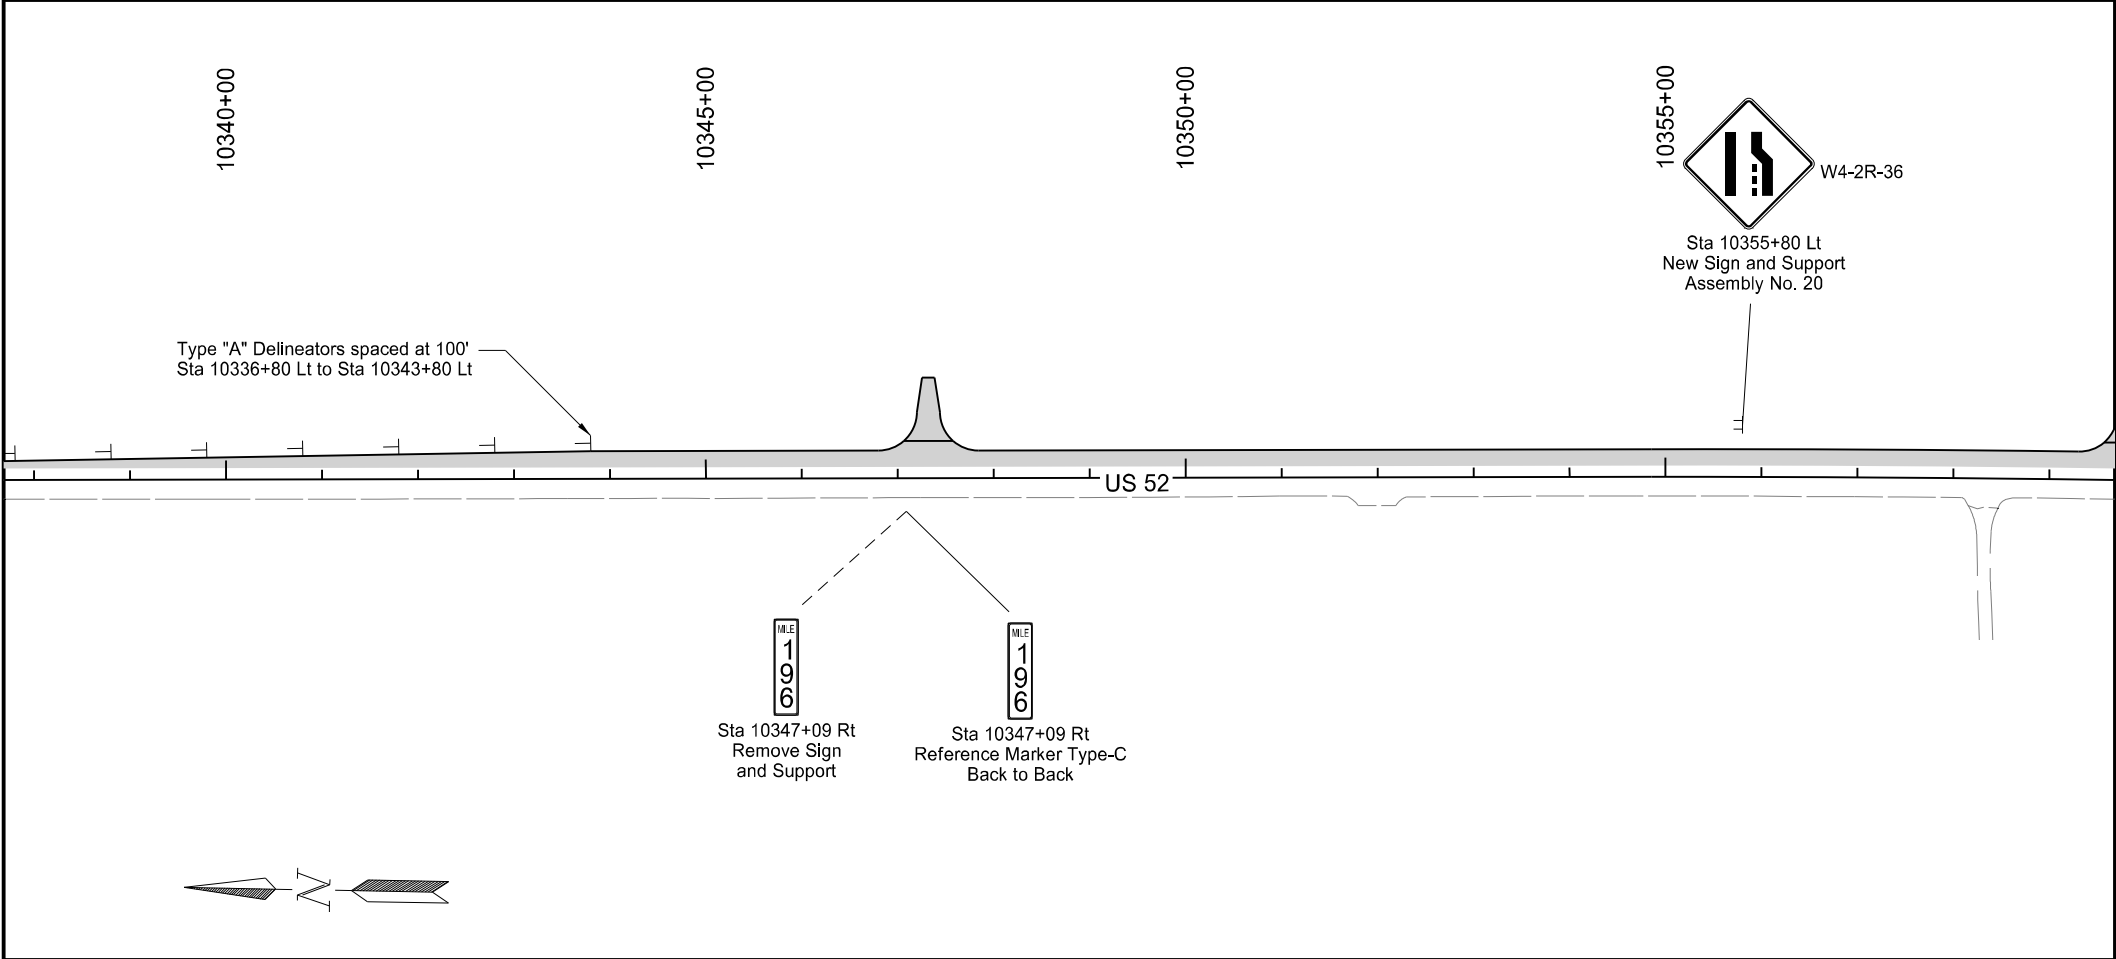 10340+00
10345+00
10350+00
10355+00
W4-2R-36
Sta 10355+80 Lt
New Sign and Support
Assembly No. 20
Type "A" Delineators spaced at 100'
Sta 10336+80 Lt to Sta 10343+80 Lt
US 52
MILE
1
9
6
Sta 10347+09 Rt
Remove Sign
and Support
MILE
1
9
6
Sta 10347+09 Rt
Reference Marker Type-C
Back to Back
N